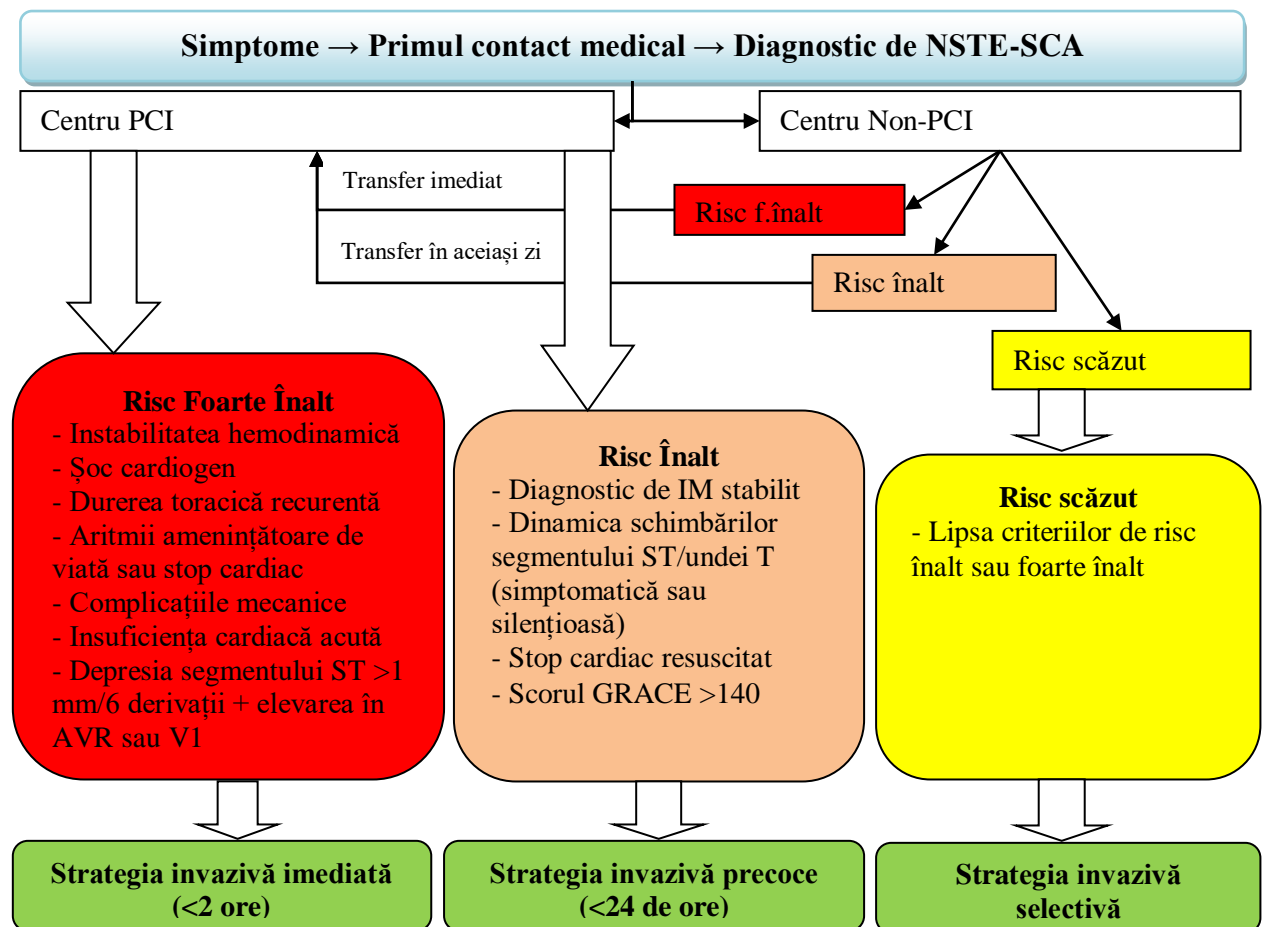 Simptome → Primul contact medical → Diagnostic de NSTE-SCA
Centru PCI
Centru Non-PCI
Transfer imediat
Risc f.înalt
Transfer în aceiași zi
Risc înalt
Risc scăzut
Risc Foarte Înalt
- Instabilitatea hemodinamică
- Șoc cardiogen
- Durerea toracică recurentă
- Aritmii amenințătoare de
viată sau stop cardiac
- Complicațiile mecanice
- Insuficiența cardiacă acută
- Depresia segmentului ST >1
mm/6 derivații + elevarea în
AVR sau V1
Risc Înalt
- Diagnostic de IM stabilit
- Dinamica schimbărilor
segmentului ST/undei T
(simptomatică sau
silențioasă)
- Stop cardiac resuscitat
- Scorul GRACE >140
Risc scăzut
- Lipsa criteriilor de risc
înalt sau foarte înalt
Strategia invazivă imediată
(<2 ore)
Strategia invazivă precoce
(<24 de ore)
Strategia invazivă
selectivă